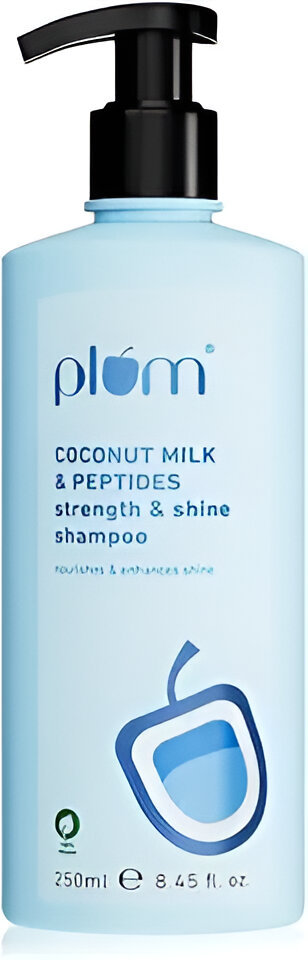 plum®
COCONUT MILK
& PEPTIDES
strength & shine
shampoo
nourishes & enhances shine
250ml ℮ 8.45 fl. oz.